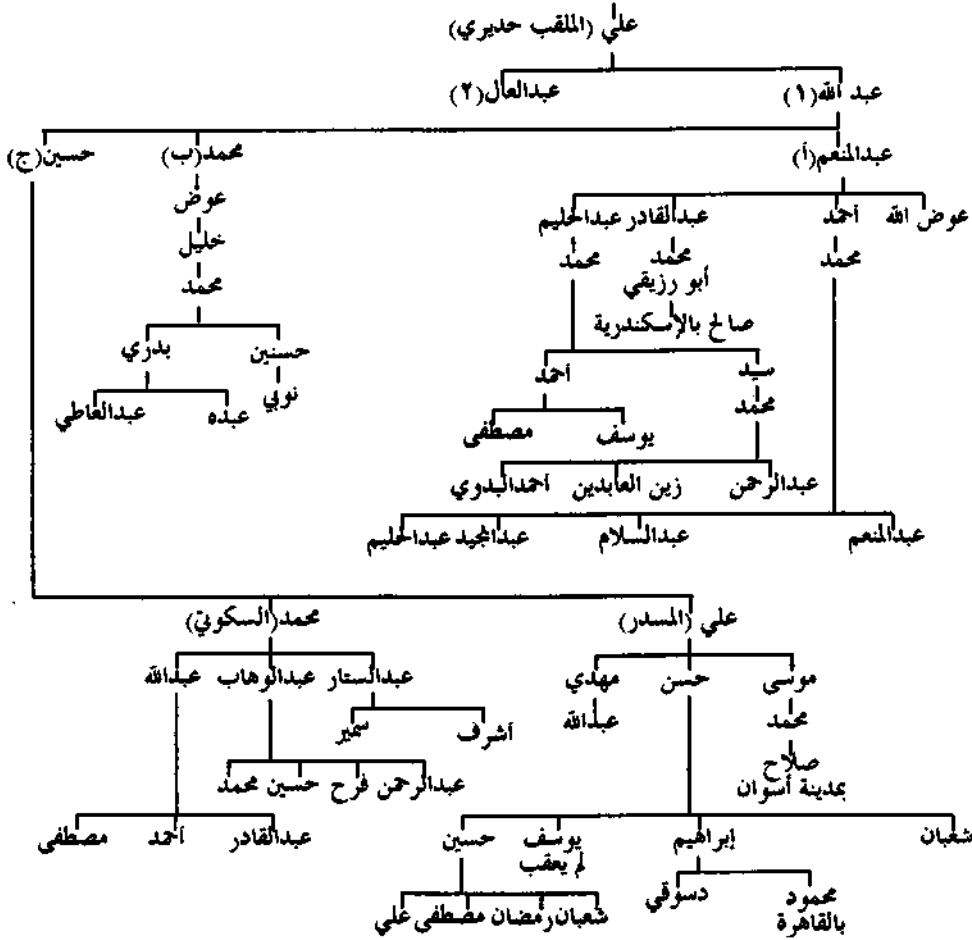 علي (الملقب حديري)
عبد الله(١) عبدالعال(٢)
عبدالمنعم(أ) محمد(ب) حسين(ج)
عوض الله أحمد عبدالقادر عبدالحليم
عوض
خليل
محمد
محمد محمد محمد
أبو رزيقي
صالح بالإسكندرية
حسنين بدري
نوبي
عبده عبدالعاطي
سيد أحمد
محمد
يوسف مصطفى
عبدالرحمن زين العابدين أحمدالبدوي
عبدالمنعم عبدالسلام عبدالمجيد عبدالحليم
علي (المسدر) محمد(السكوتي)
موسى حسن مهدي
محمد عبدالله
صلاح
بمدينة أسوان
عبدالستار عبدالوهاب عبدالله
أشرف سمير
عبدالرحمن فرح حسين محمد
عبدالقادر أحمد مصطفى
شعبان إبراهيم يوسف حسين
لم يعقب
محمود دسوقي
بالقاهرة
شعبان رمضان مصطفى علي